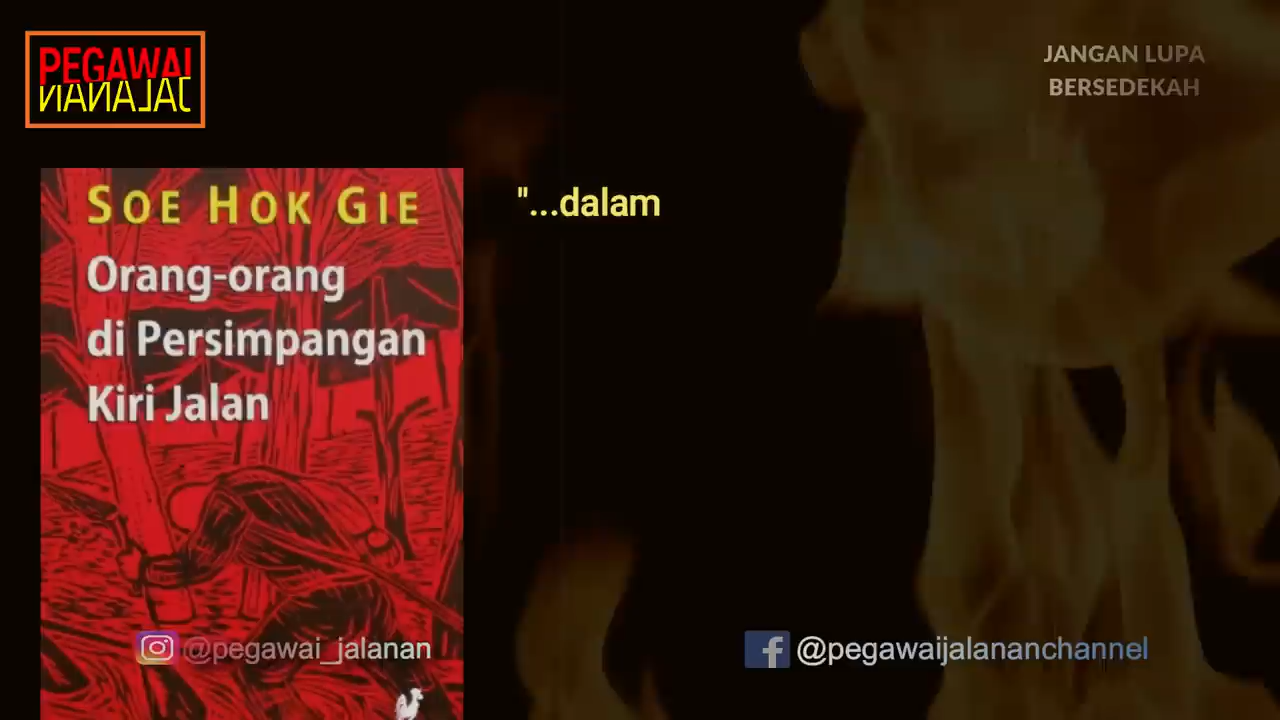 PEGAWAI
JALANAN
JANGAN LUPA
BERSEDEKAH
SOE HOK GIE
Orang-orang
di Persimpangan
Kiri Jalan
"...dalam
@pegawai_jalanan
@pegawaijalananchannel